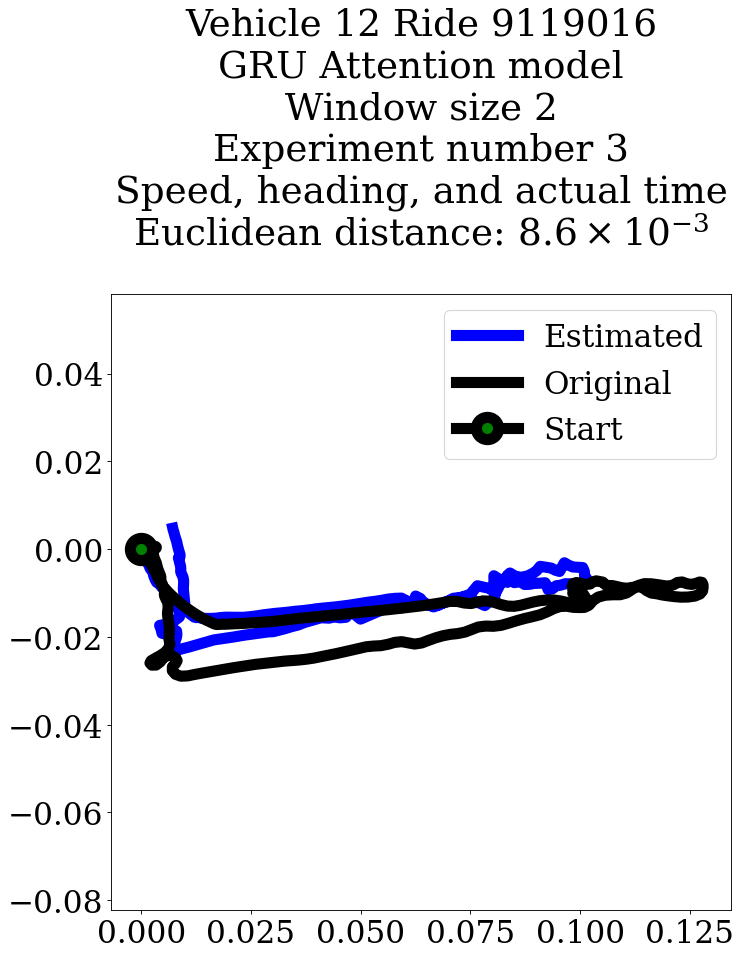 Vehicle 12 Ride 9119016
GRU Attention model
Window size 2
Experiment number 3
Speed, heading, and actual time
Euclidean distance: 8.6 × 10⁻³
Estimated
Original
Start
0.04
0.02
0.00
−0.02
−0.04
−0.06
−0.08
0.000 0.025 0.050 0.075 0.100 0.125